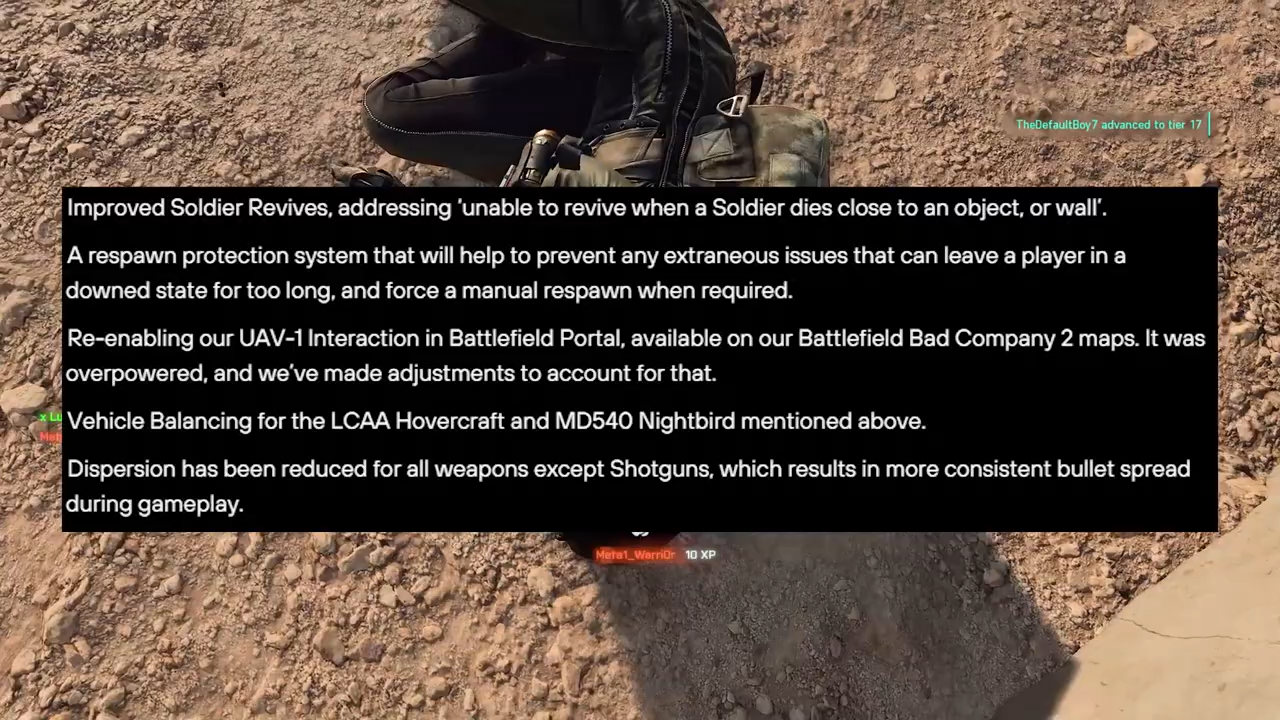 TheDefaultBoy7 advanced to tier 17
Improved Soldier Revives, addressing ‘unable to revive when a Soldier dies close to an object, or wall’.
A respawn protection system that will help to prevent any extraneous issues that can leave a player in a
downed state for too long, and force a manual respawn when required.
Re-enabling our UAV-1 Interaction in Battlefield Portal, available on our Battlefield Bad Company 2 maps. It was
overpowered, and we’ve made adjustments to account for that.
Vehicle Balancing for the LCAA Hovercraft and MD540 Nightbird mentioned above.
Dispersion has been reduced for all weapons except Shotguns, which results in more consistent bullet spread
during gameplay.
Meta1_Warri0r 10 XP